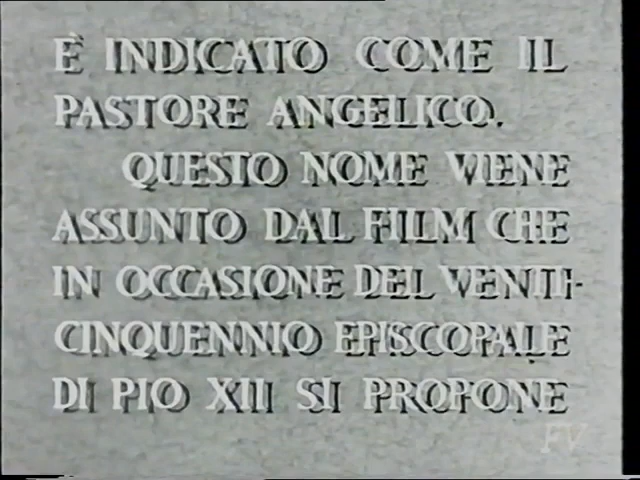 È INDICATO COME IL
PASTORE ANGELICO.
QUESTO NOME VIENE
ASSUNTO DAL FILM CHE
IN OCCASIONE DEL VENTI-
CINQUENNIO EPISCOPALE
DI PIO XII SI PROPONE
FV